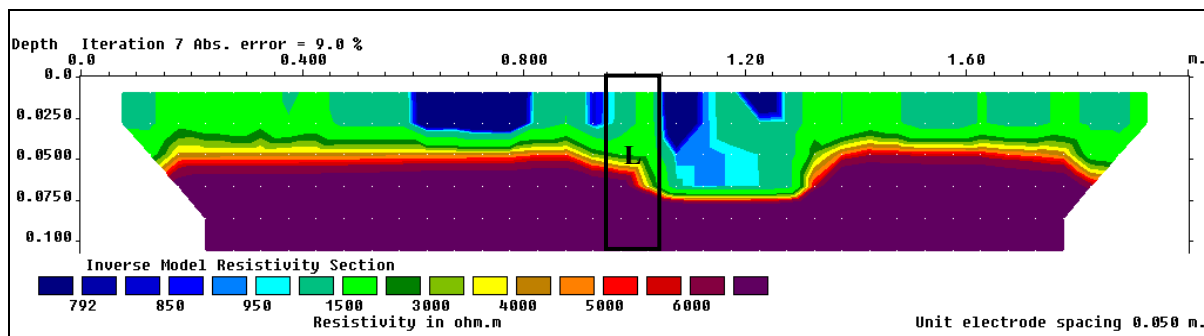 Depth Iteration 7 Abs. error = 9.0 %
0.0 0.400 0.800 1.20 1.60 m.
0.0
0.0250
0.0500
L
0.0750
0.100
Inverse Model Resistivity Section
792 850 950 1500 3000 4000 5000 6000
Resistivity in ohm.m Unit electrode spacing 0.050 m.